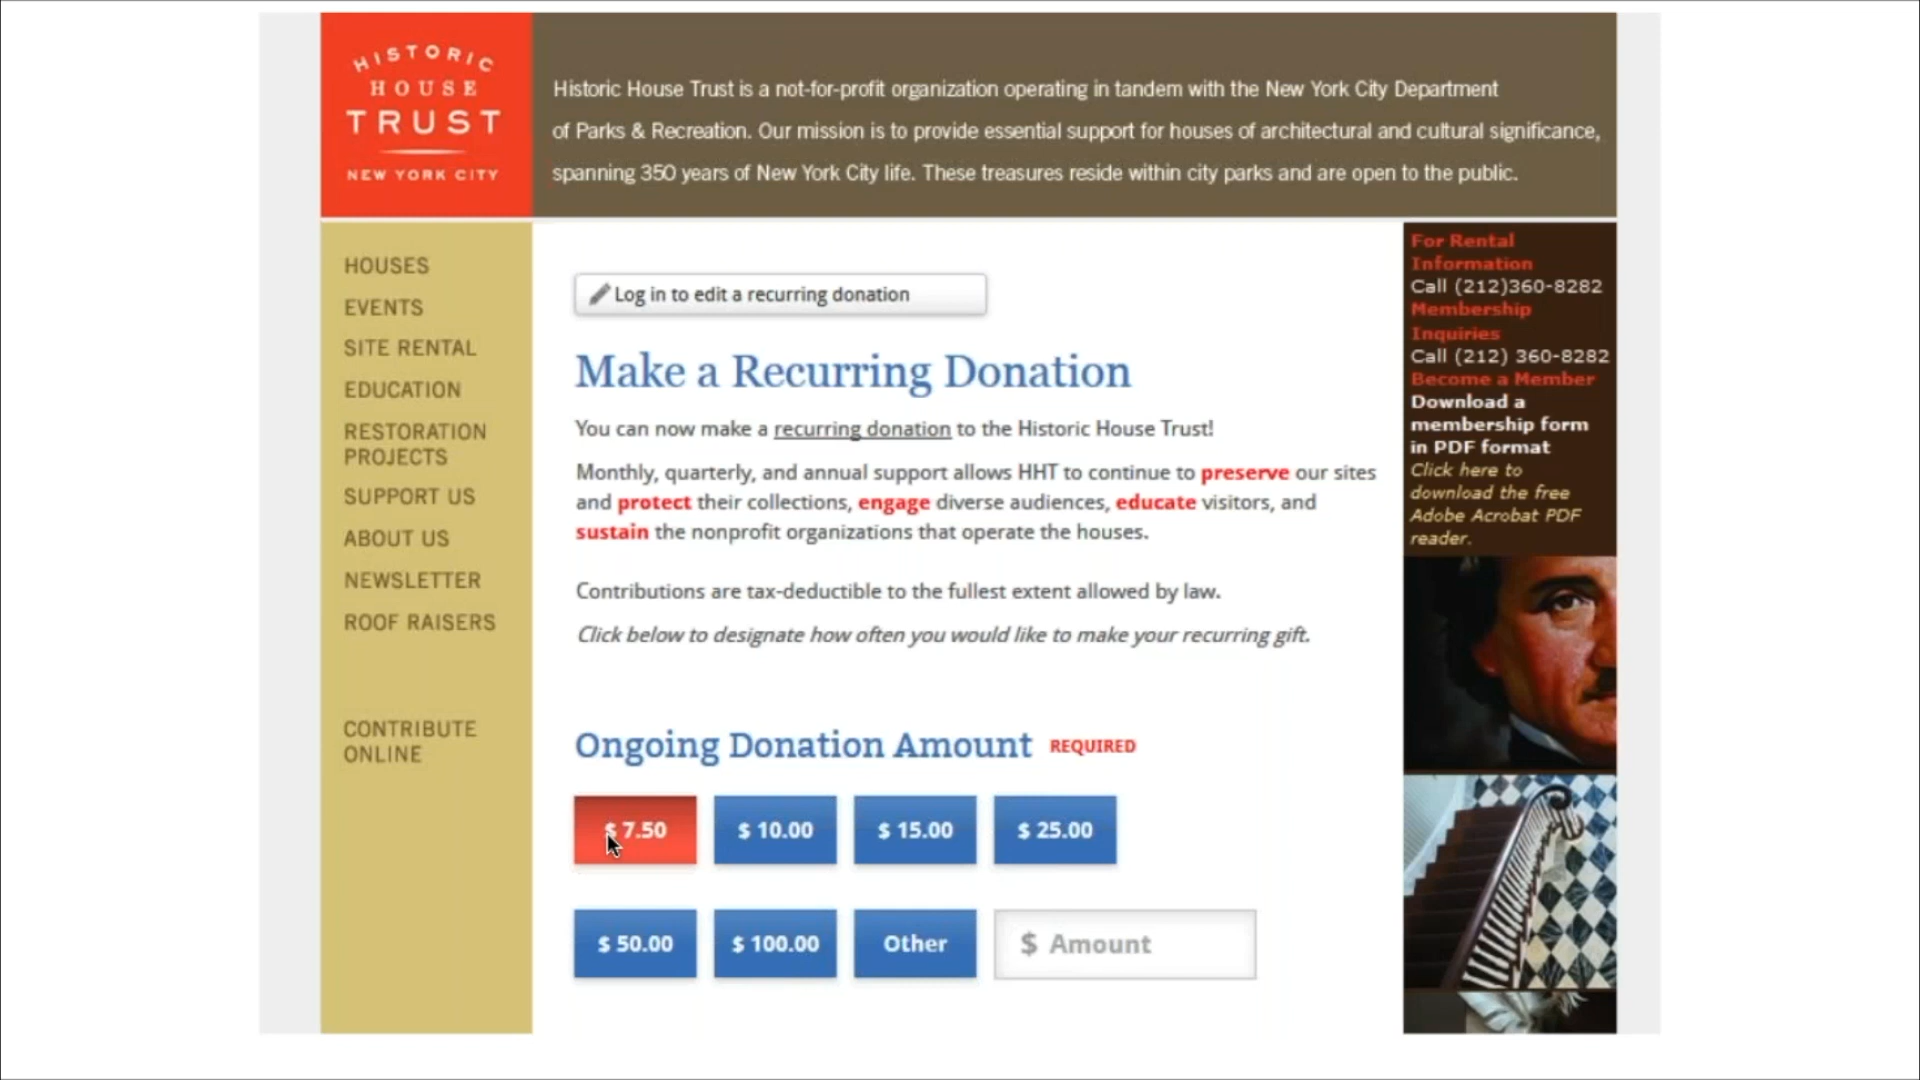 HISTORIC
HOUSE
TRUST
NEW YORK CITY
Historic House Trust is a not-for-profit organization operating in tandem with the New York City Department
of Parks & Recreation. Our mission is to provide essential support for houses of architectural and cultural significance,
spanning 350 years of New York City life. These treasures reside within city parks and are open to the public.
HOUSES
EVENTS
SITE RENTAL
EDUCATION
RESTORATION
PROJECTS
SUPPORT US
ABOUT US
NEWSLETTER
ROOF RAISERS
CONTRIBUTE
ONLINE
Log in to edit a recurring donation
Make a Recurring Donation
You can now make a recurring donation to the Historic House Trust!
Monthly, quarterly, and annual support allows HHT to continue to preserve our sites
and protect their collections, engage diverse audiences, educate visitors, and
sustain the nonprofit organizations that operate the houses.
Contributions are tax-deductible to the fullest extent allowed by law.
Click below to designate how often you would like to make your recurring gift.
Ongoing Donation Amount REQUIRED
$ 7.50 $ 10.00 $ 15.00 $ 25.00
$ 50.00 $ 100.00 Other $ Amount
For Rental
Information
Call (212)360-8282
Membership
Inquiries
Call (212) 360-8282
Become a Member
Download a
membership form
in PDF format
Click here to
download the free
Adobe Acrobat PDF
reader.